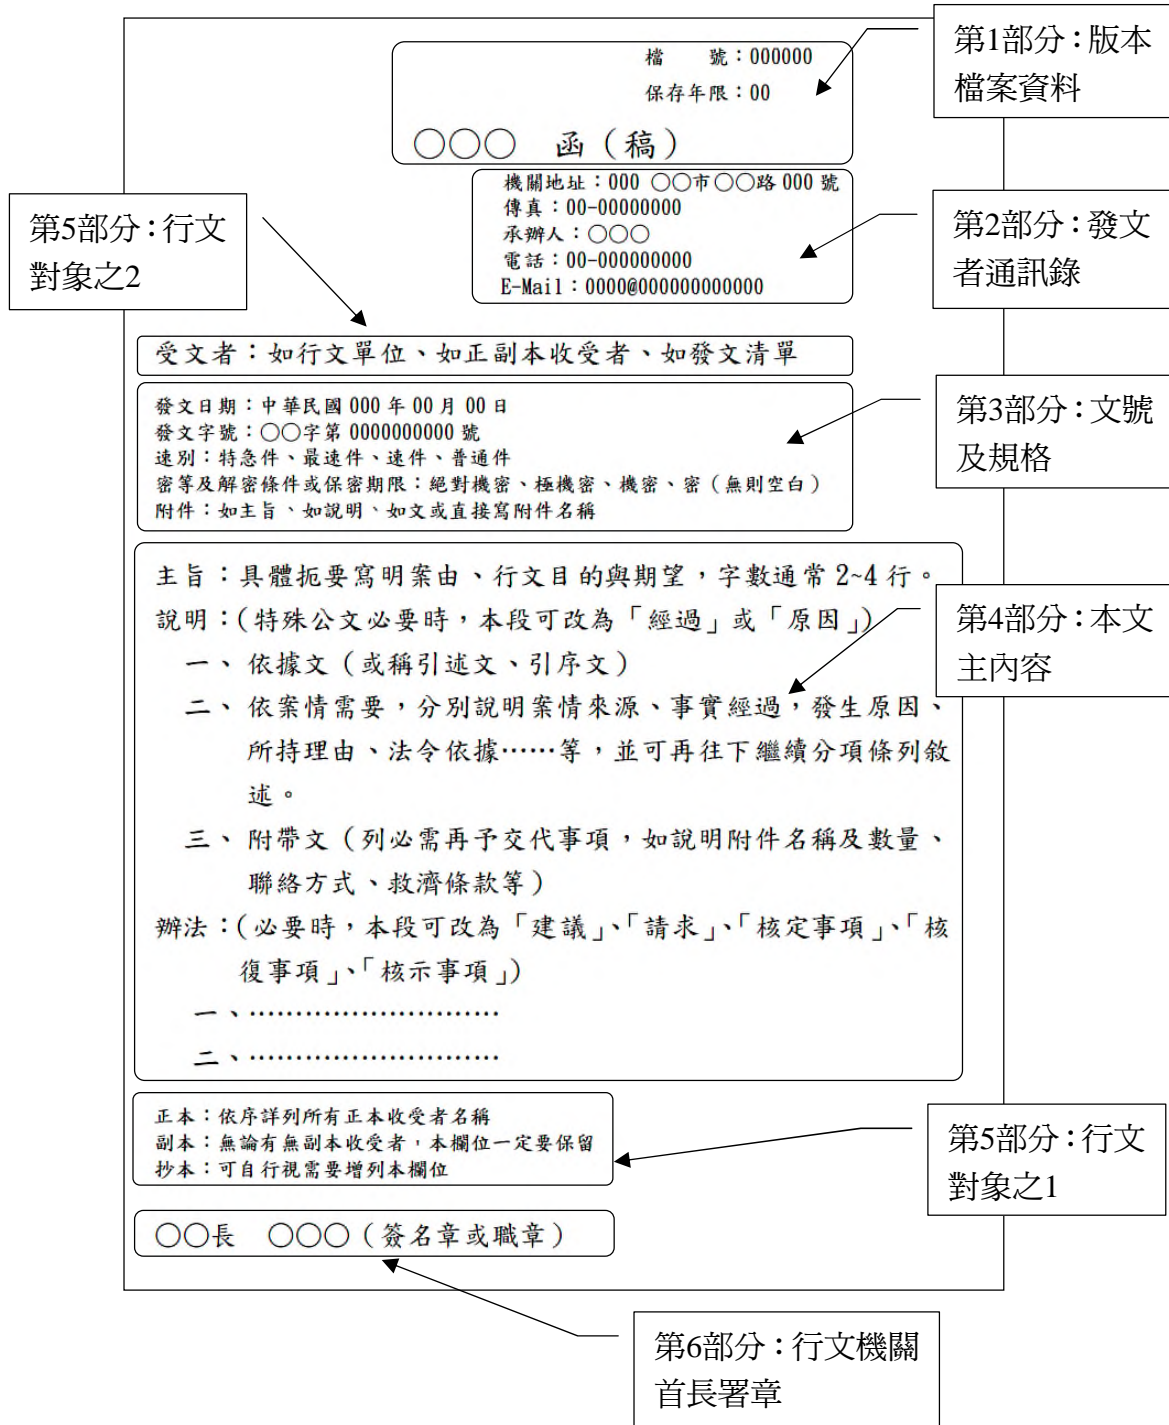 第1部分：版本
檔案資料
檔　　號：000000
保存年限：00
○○○　函（稿）
機關地址：000 ○○市○○路 000 號
傳真：00-00000000
承辦人：○○○
電話：00-000000000
E-Mail：0000@000000000000
第2部分：發文
者通訊錄
第5部分：行文
對象之2
受文者：如行文單位、如正副本收受者、如發文清單
發文日期：中華民國 000 年 00 月 00 日
發文字號：○○字第 0000000000 號
速別：特急件、最速件、速件、普通件
密等及解密條件或保密期限：絕對機密、極機密、機密、密（無則空白）
附件：如主旨、如說明、如文或直接寫附件名稱
第3部分：文號
及規格
主旨：具體扼要寫明案由、行文目的與期望，字數通常 2~4 行。
說明：(特殊公文必要時，本段可改為「經過」或「原因」)
一、 依據文（或稱引述文、引序文）
二、 依案情需要，分別說明案情來源、事實經過，發生原因、
所持理由、法令依據……等，並可再往下繼續分項條列敘
述。
三、 附帶文（列必需再予交代事項，如說明附件名稱及數量、
聯絡方式、救濟條款等）
辦法：(必要時，本段可改為「建議」、「請求」、「核定事項」、「核
復事項」、「核示事項」)
一、………………………
二、………………………
第4部分：本文
主內容
正本：依序詳列所有正本收受者名稱
副本：無論有無副本收受者，本欄位一定要保留
抄本：可自行視需要增列本欄位
第5部分：行文
對象之1
○○長　○○○（簽名章或職章）
第6部分：行文機關
首長署章